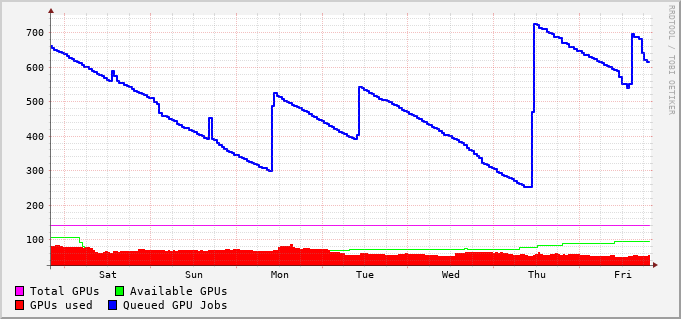 RRDTOOL / TOBI OETIKER
700
600
500
400
300
200
100
Sat Sun Mon Tue Wed Thu Fri
Total GPUs Available GPUs
GPUs used Queued GPU Jobs